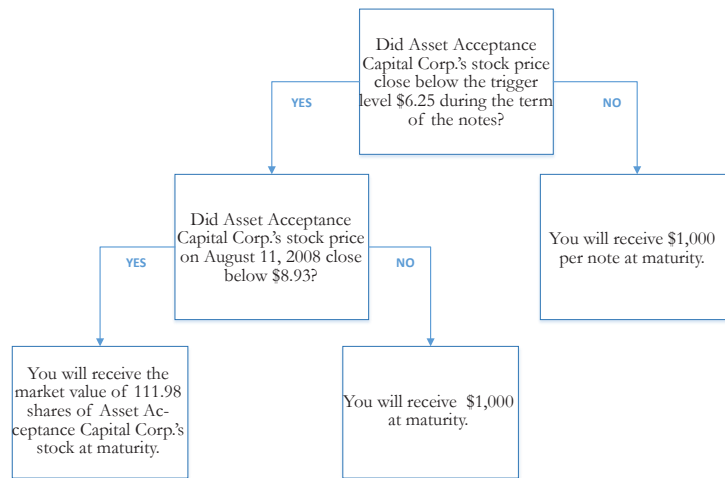 Did Asset Acceptance
Capital Corp.'s stock price
close below the trigger
level $6.25 during the term
of the notes?
YES
NO
Did Asset Acceptance
Capital Corp.'s stock price
on August 11, 2008 close
below $8.93?
You will receive $1,000
per note at maturity.
YES
NO
You will receive the
market value of 111.98
shares of Asset Ac-
ceptance Capital Corp.'s
stock at maturity.
You will receive $1,000
at maturity.